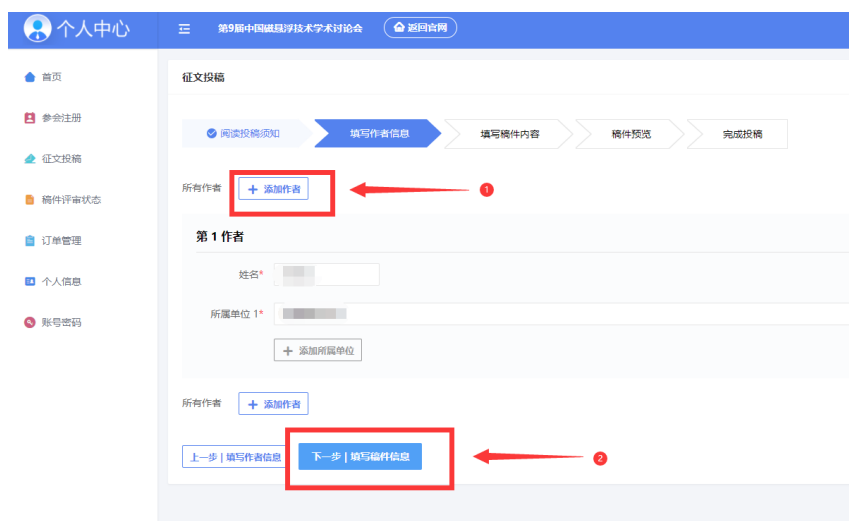 个人中心
第9届中国磁悬浮技术学术讨论会 返回官网
首页
参会注册
征文投稿
稿件评审状态
订单管理
个人信息
账号密码
征文投稿
阅读投稿须知 填写作者信息 填写稿件内容 稿件预览 完成投稿
所有作者 + 添加作者 1
第 1 作者
姓名*
所属单位 1*
+ 添加所属单位
所有作者 + 添加作者
上一步 | 填写作者信息 下一步 | 填写稿件信息 2